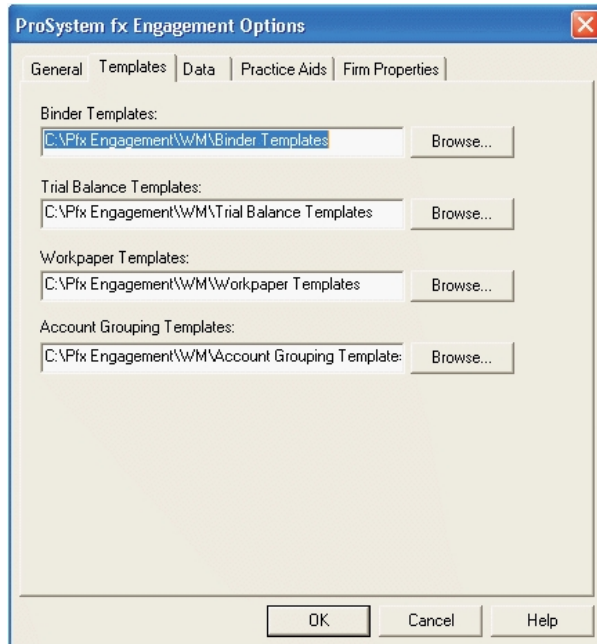 ProSystem fx Engagement Options
General Templates Data Practice Aids Firm Properties
Binder Templates:
C:\Pfx Engagement\WM\Binder Templates Browse...
Trial Balance Templates:
C:\Pfx Engagement\WM\Trial Balance Templates Browse...
Workpaper Templates:
C:\Pfx Engagement\WM\Workpaper Templates Browse...
Account Grouping Templates:
C:\Pfx Engagement\WM\Account Grouping Template: Browse...
OK Cancel Help